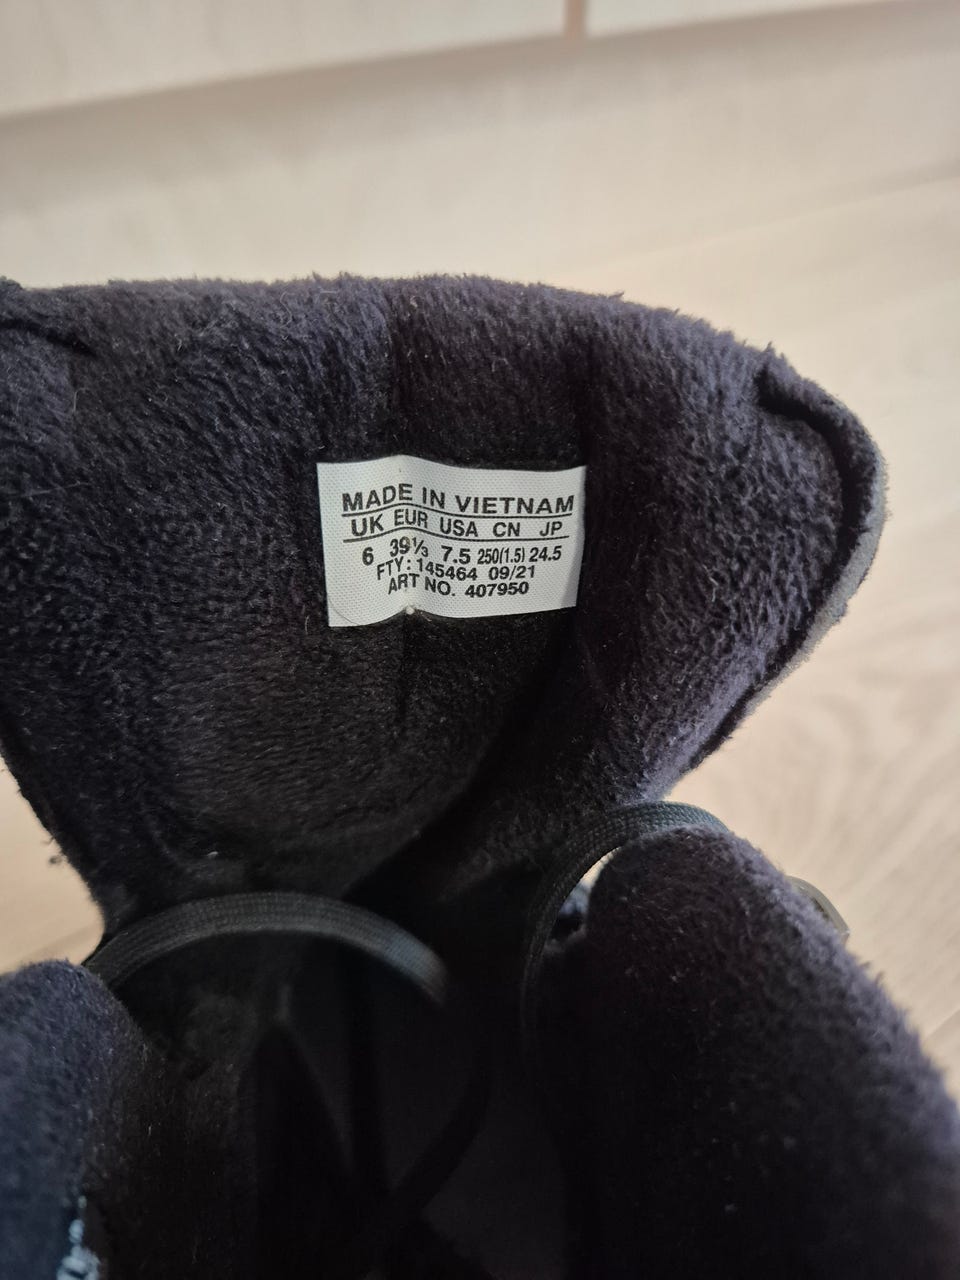 MADE IN VIETNAM
UK EUR USA CN JP
6 39⅓ 7.5 250(1.5) 24.5
FTY: 145464 09/21
ART NO. 407950